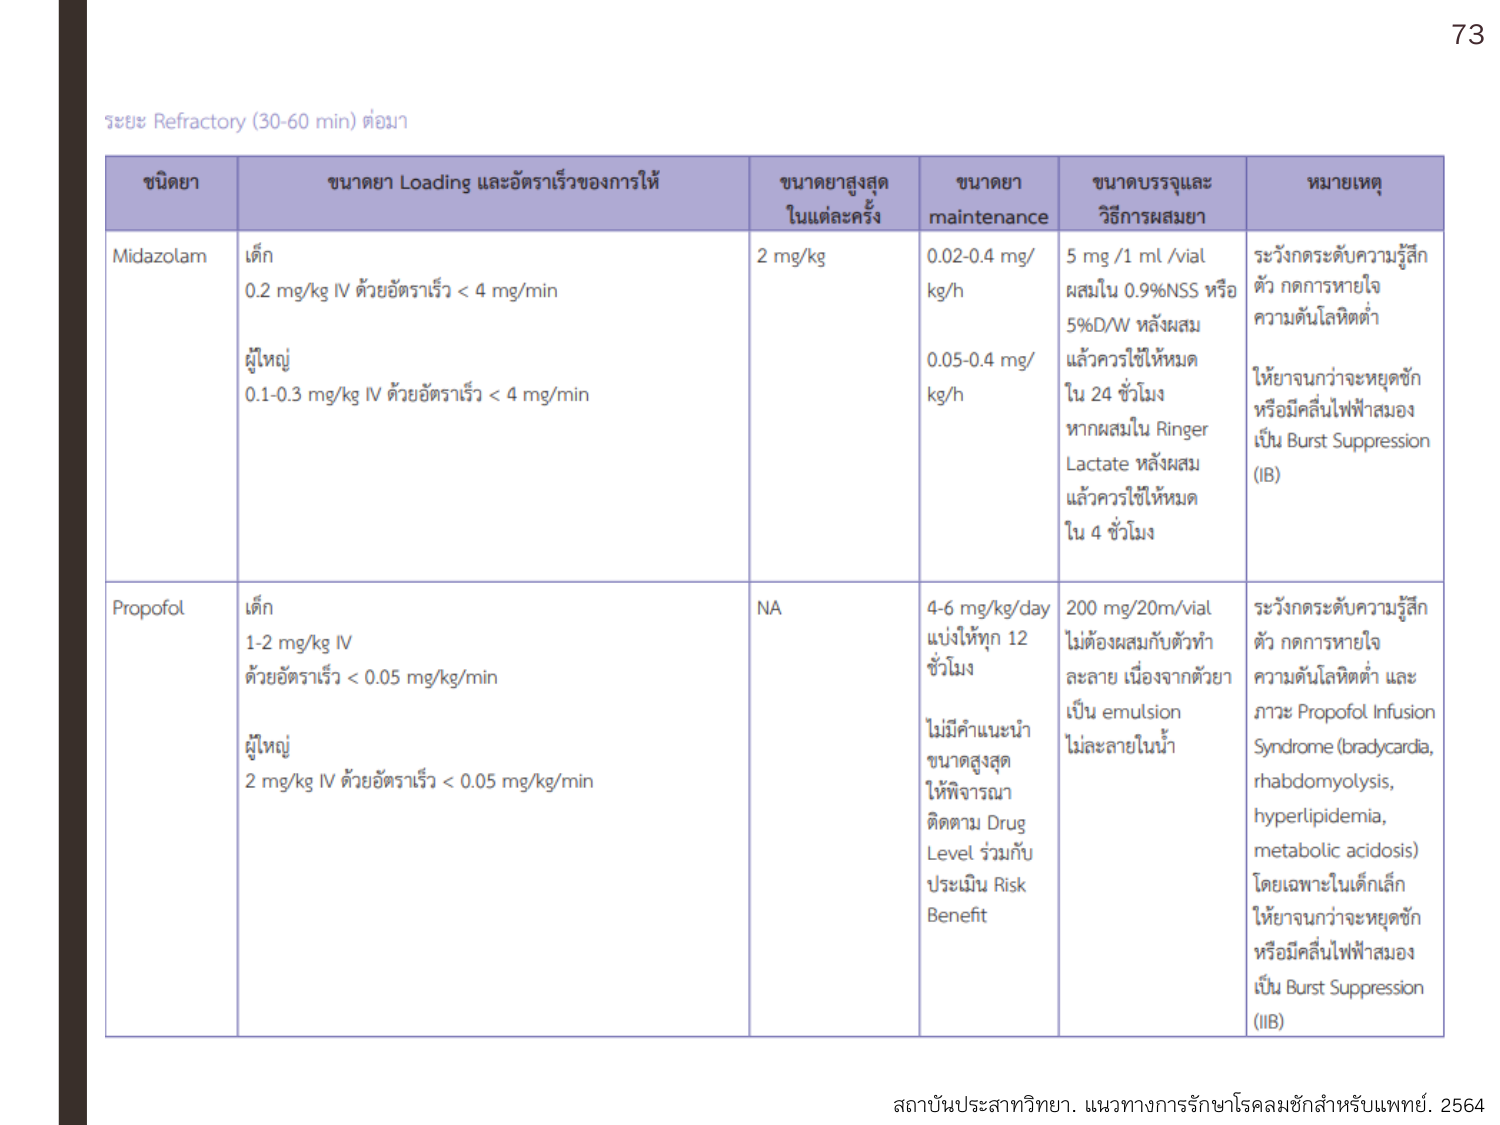 73
ระยะ Refractory (30-60 min) ต่อมา
ชนิดยา
ขนาดยา Loading และอัตราเร็วของการให้
ขนาดยาสูงสุด
ในแต่ละครั้ง
ขนาดยา
maintenance
ขนาดบรรจุและ
วิธีการผสมยา
หมายเหตุ
Midazolam
เด็ก
0.2 mg/kg IV ด้วยอัตราเร็ว < 4 mg/min
ผู้ใหญ่
0.1-0.3 mg/kg IV ด้วยอัตราเร็ว < 4 mg/min
2 mg/kg
0.02-0.4 mg/
kg/h
0.05-0.4 mg/
kg/h
5 mg /1 ml /vial
ผสมใน 0.9%NSS หรือ
5%D/W หลังผสม
แล้วควรใช้ให้หมด
ใน 24 ชั่วโมง
หากผสมใน Ringer
Lactate หลังผสม
แล้วควรใช้ให้หมด
ใน 4 ชั่วโมง
ระวังกดระดับความรู้สึก
ตัว กดการหายใจ
ความดันโลหิตต่ำ
ให้ยาจนกว่าจะหยุดชัก
หรือมีคลื่นไฟฟ้าสมอง
เป็น Burst Suppression
(IB)
Propofol
เด็ก
1-2 mg/kg IV
ด้วยอัตราเร็ว < 0.05 mg/kg/min
ผู้ใหญ่
2 mg/kg IV ด้วยอัตราเร็ว < 0.05 mg/kg/min
NA
4-6 mg/kg/day
แบ่งให้ทุก 12
ชั่วโมง
ไม่มีคำแนะนำ
ขนาดสูงสุด
ให้พิจารณา
ติดตาม Drug
Level ร่วมกับ
ประเมิน Risk
Benefit
200 mg/20m/vial
ไม่ต้องผสมกับตัวทำ
ละลาย เนื่องจากตัวยา
เป็น emulsion
ไม่ละลายในน้ำ
ระวังกดระดับความรู้สึก
ตัว กดการหายใจ
ความดันโลหิตต่ำ และ
ภาวะ Propofol Infusion
Syndrome (bradycardia,
rhabdomyolysis,
hyperlipidemia,
metabolic acidosis)
โดยเฉพาะในเด็กเล็ก
ให้ยาจนกว่าจะหยุดชัก
หรือมีคลื่นไฟฟ้าสมอง
เป็น Burst Suppression
(IIB)
สถาบันประสาทวิทยา. แนวทางการรักษาโรคลมชักสำหรับแพทย์. 2564